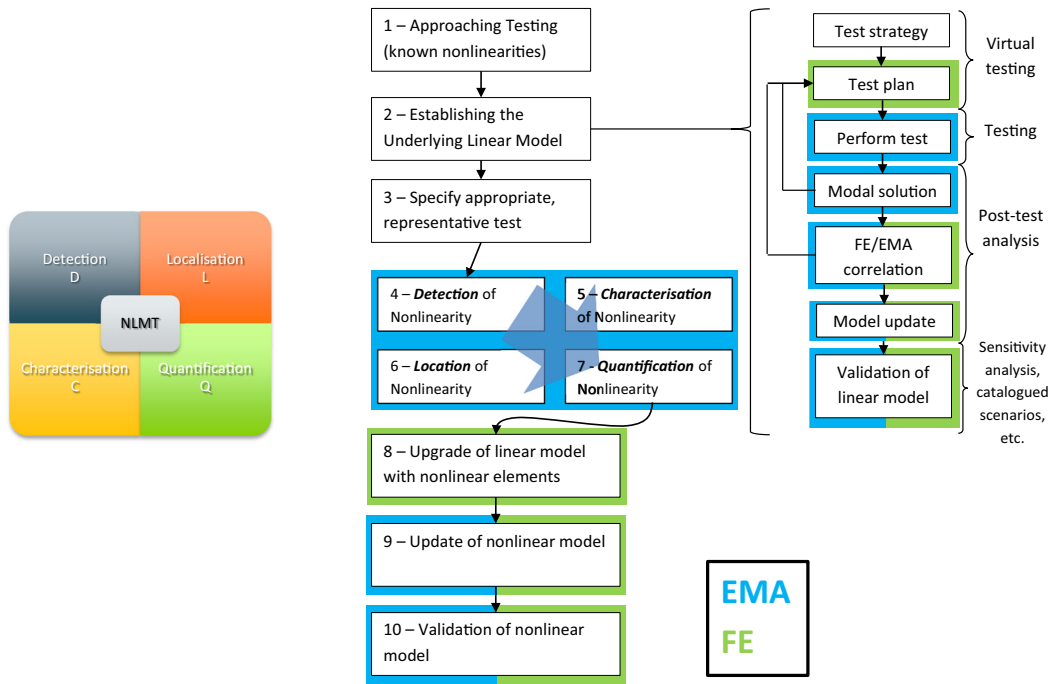 Detection
D
Localisation
L
NLMT
Characterisation
C
Quantification
Q
1 – Approaching Testing
(known nonlinearities)
2 – Establishing the
Underlying Linear Model
3 – Specify appropriate,
representative test
4 – Detection of
Nonlinearity
5 – Characterisation
of Nonlinearity
6 – Location of
Nonlinearity
7 - Quantification of
Nonlinearity
8 – Upgrade of linear model
with nonlinear elements
9 – Update of nonlinear model
10 – Validation of nonlinear
model
Test strategy
Test plan
Perform test
Modal solution
FE/EMA
correlation
Model update
Validation of
linear model
Virtual
testing
Testing
Post-test
analysis
Sensitivity
analysis,
catalogued
scenarios,
etc.
EMA
FE